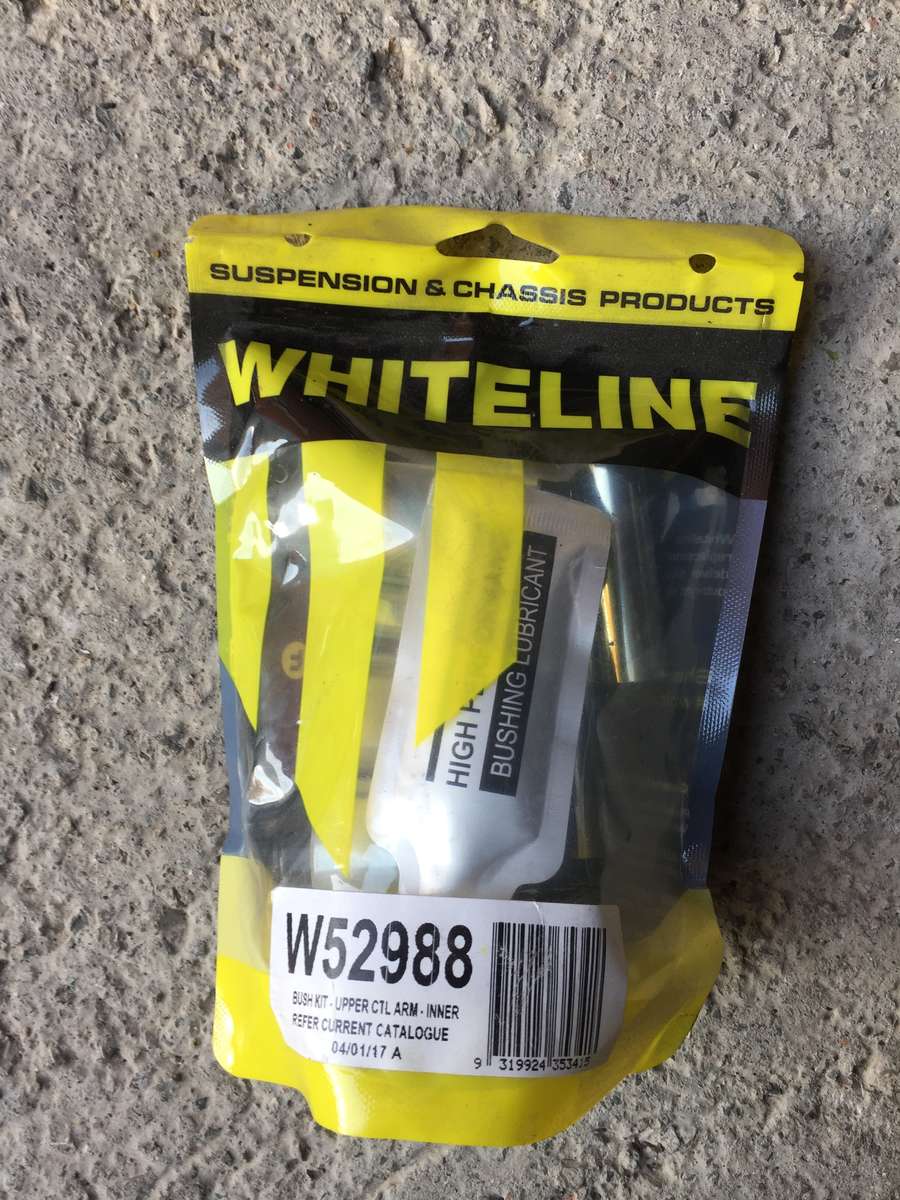 SUSPENSION & CHASSIS PRODUCTS
WHITELINE
HIGH
BUSHING LUBRICANT
W52988
BUSH KIT - UPPER CTL ARM - INNER
REFER CURRENT CATALOGUE
04/01/17 A
9 319924 353415